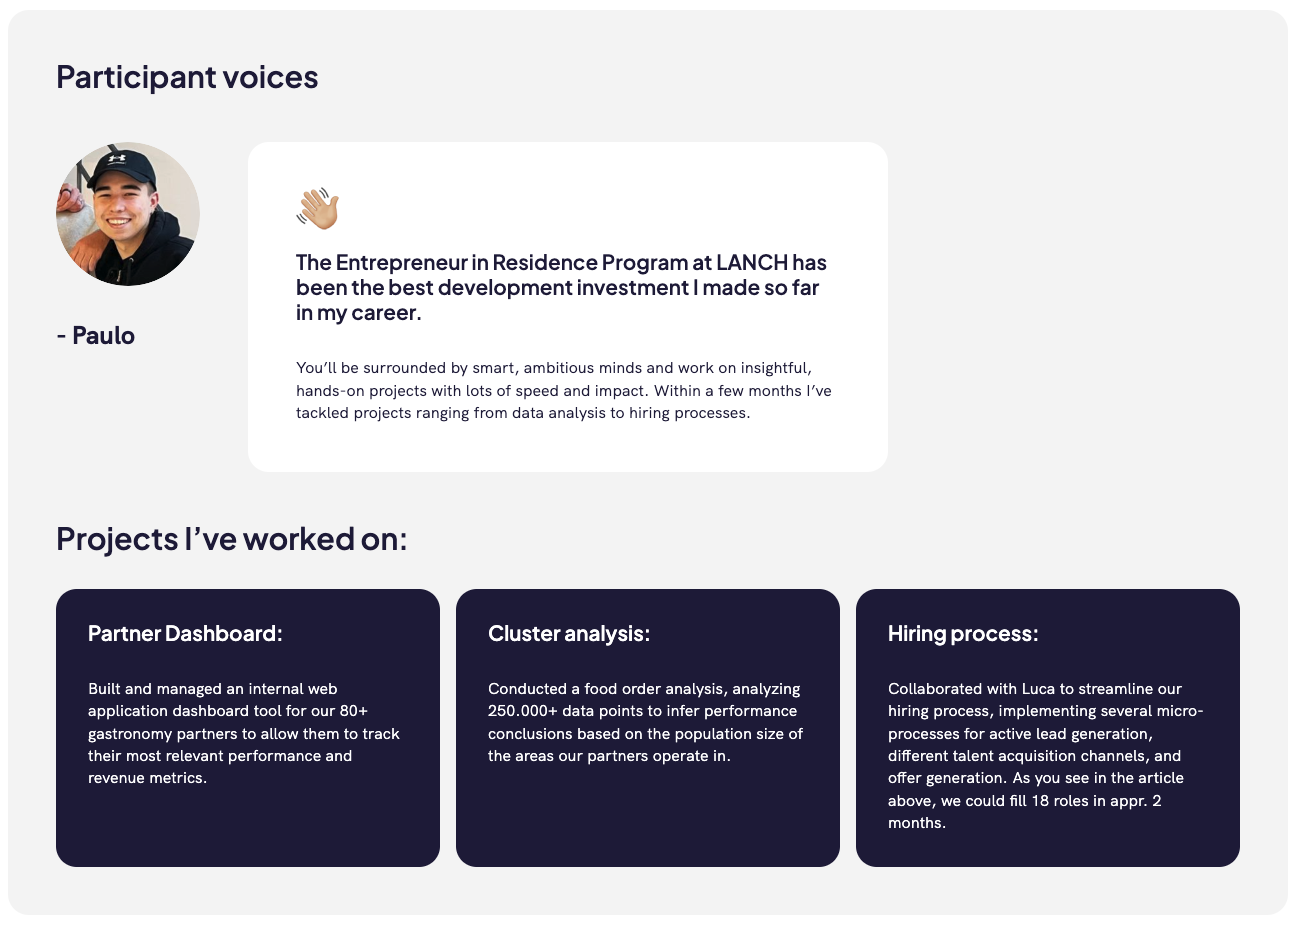 Participant voices
- Paulo
The Entrepreneur in Residence Program at LANCH has
been the best development investment I made so far
in my career.
You’ll be surrounded by smart, ambitious minds and work on insightful,
hands-on projects with lots of speed and impact. Within a few months I’ve
tackled projects ranging from data analysis to hiring processes.
Projects I’ve worked on:
Partner Dashboard:
Built and managed an internal web
application dashboard tool for our 80+
gastronomy partners to allow them to track
their most relevant performance and
revenue metrics.
Cluster analysis:
Conducted a food order analysis, analyzing
250.000+ data points to infer performance
conclusions based on the population size of
the areas our partners operate in.
Hiring process:
Collaborated with Luca to streamline our
hiring process, implementing several micro-
processes for active lead generation,
different talent acquisition channels, and
offer generation. As you see in the article
above, we could fill 18 roles in appr. 2
months.